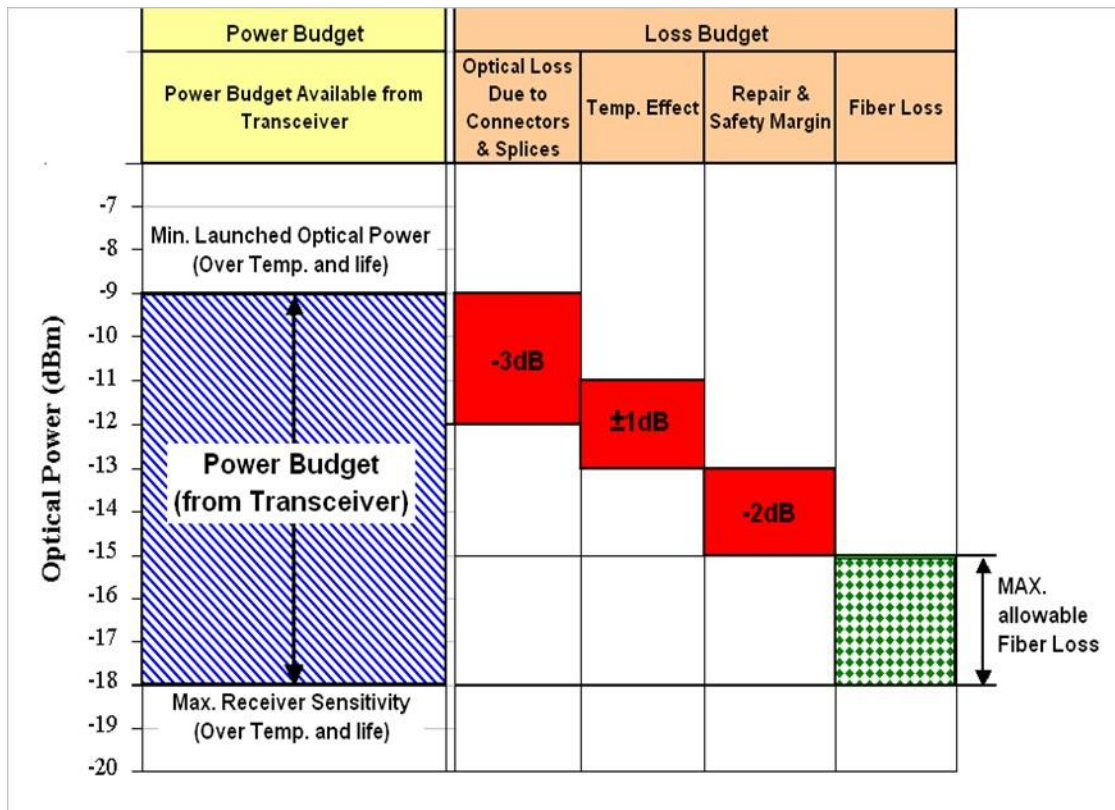 Power Budget
Loss Budget
Power Budget Available from
Transceiver
Optical Loss
Due to
Connectors
& Splices
Temp. Effect
Repair &
Safety Margin
Fiber Loss
Optical Power (dBm)
-7
-8
-9
-10
-11
-12
-13
-14
-15
-16
-17
-18
-19
-20
Min. Launched Optical Power
(Over Temp. and life)
Power Budget
(from Transceiver)
Max. Receiver Sensitivity
(Over Temp. and life)
-3dB
±1dB
-2dB
MAX.
allowable
Fiber Loss